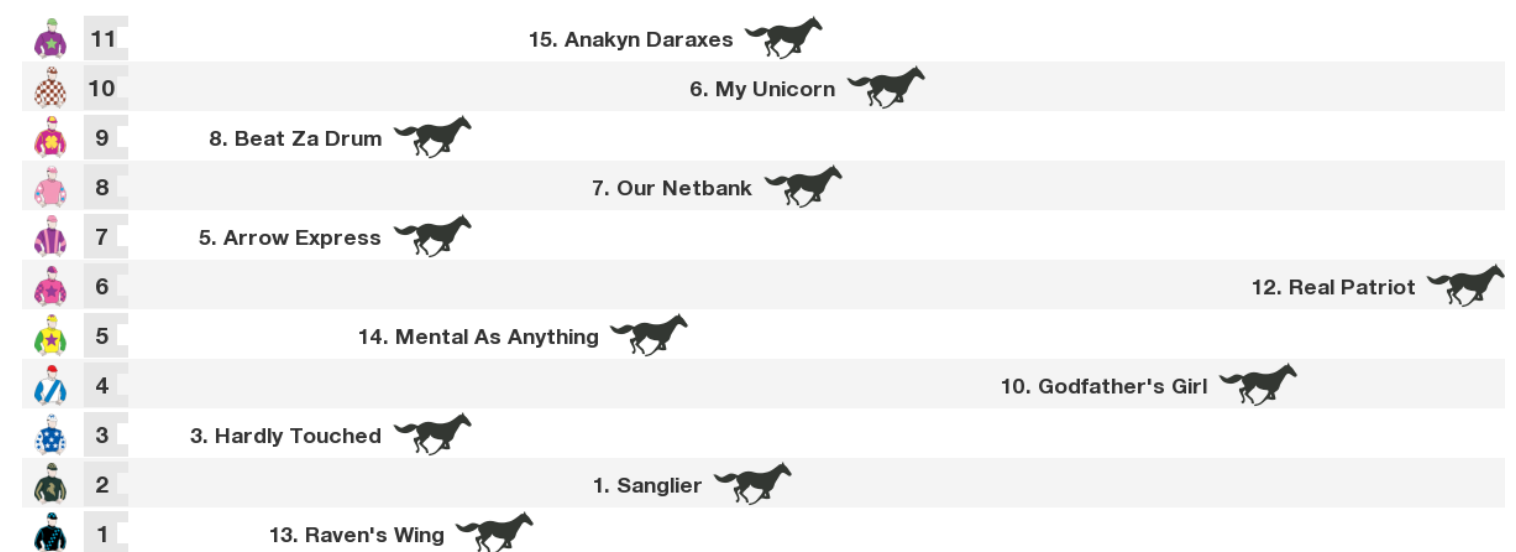 11 15. Anakyn Daraxes
10 6. My Unicorn
9 8. Beat Za Drum
8 7. Our Netbank
7 5. Arrow Express
6 12. Real Patriot
5 14. Mental As Anything
4 10. Godfather's Girl
3 3. Hardly Touched
2 1. Sanglier
1 13. Raven's Wing